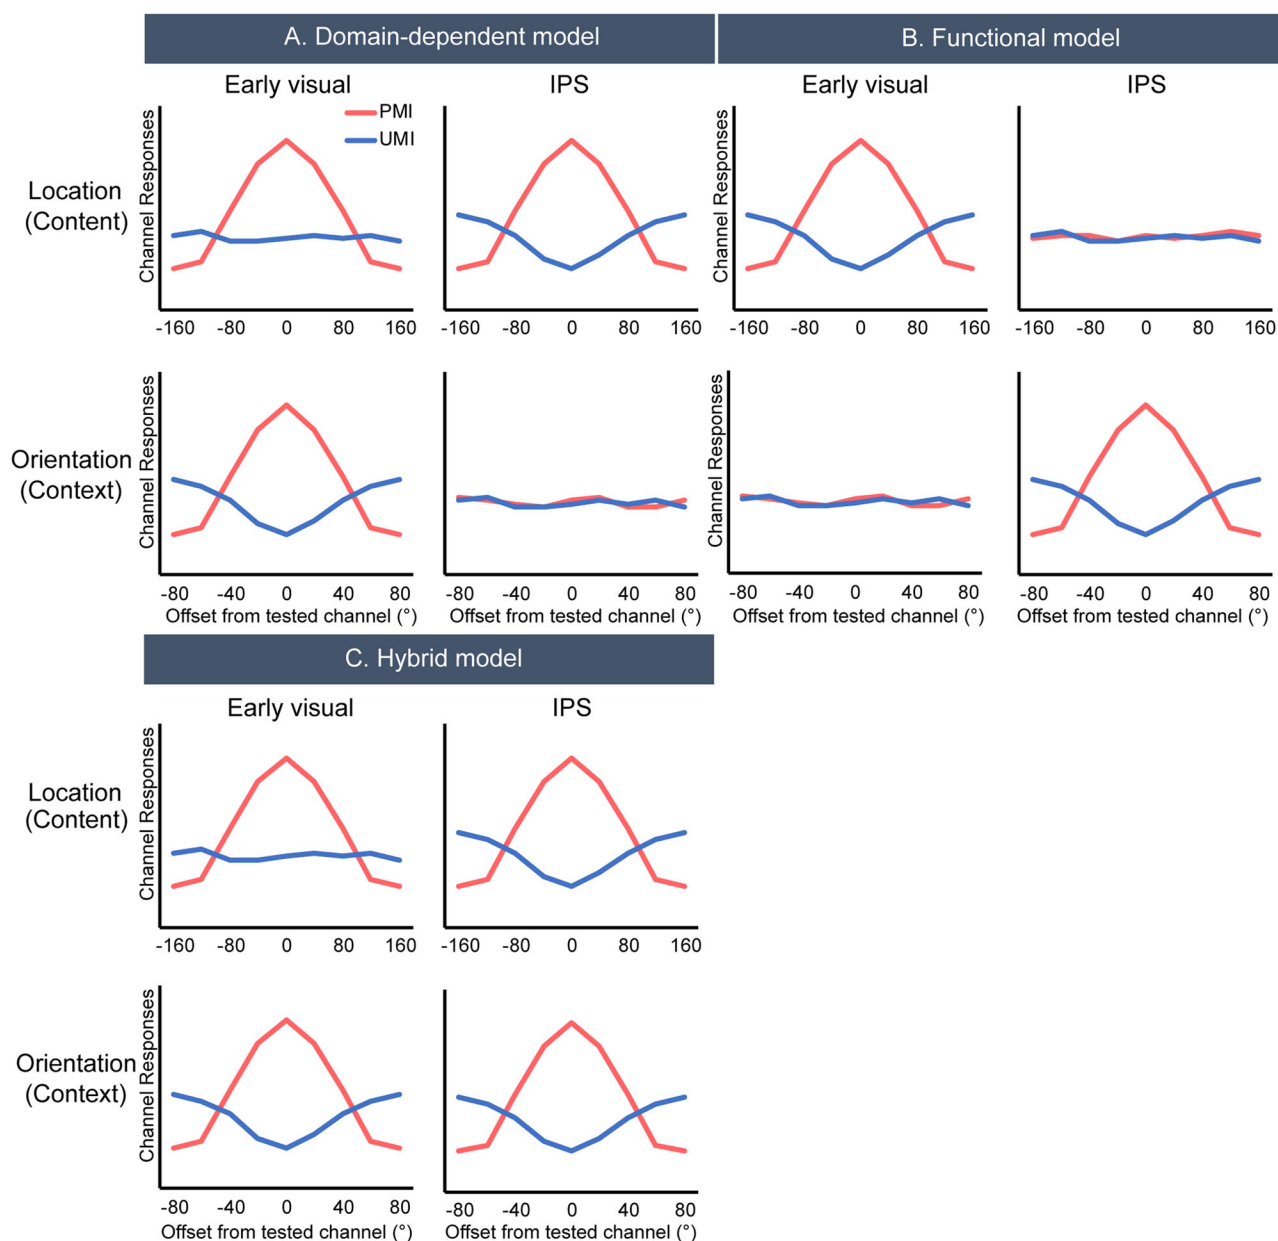 A. Domain-dependent model
B. Functional model
Early visual
IPS
Early visual
IPS
PMI
UMI
Location
(Content)
Channel Responses
Channel Responses
-160 -80 0 80 160
-160 -80 0 80 160
-160 -80 0 80 160
-160 -80 0 80 160
Orientation
(Context)
Channel Responses
Channel Responses
-80 -40 0 40 80
-80 -40 0 40 80
-80 -40 0 40 80
-80 -40 0 40 80
Offset from tested channel (°)
Offset from tested channel (°)
Offset from tested channel (°)
Offset from tested channel (°)
C. Hybrid model
Early visual
IPS
Location
(Content)
Channel Responses
-160 -80 0 80 160
-160 -80 0 80 160
Orientation
(Context)
Channel Responses
-80 -40 0 40 80
-80 -40 0 40 80
Offset from tested channel (°)
Offset from tested channel (°)